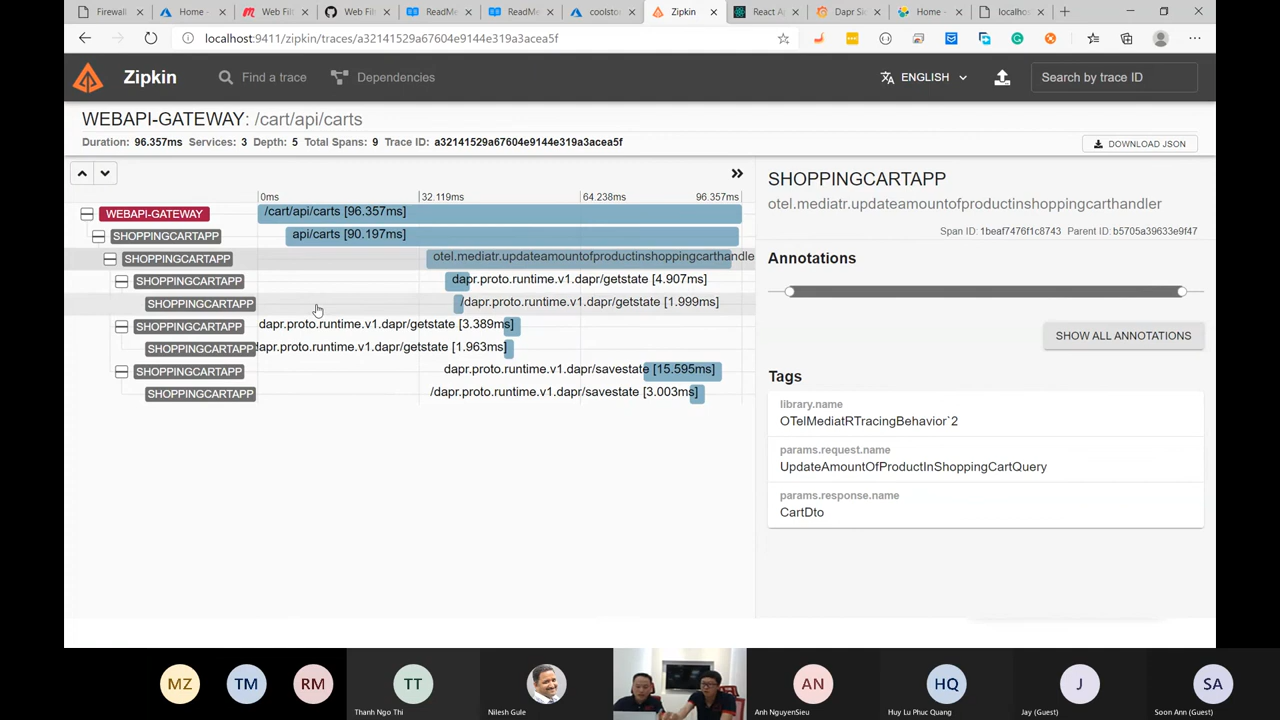 Firewall
Home -
Web Filt
Web Filt
ReadMe
ReadMe
coolstor
Zipkin
React Ap
Dapr Sid
Home -
localhos
localhost:9411/zipkin/traces/a32141529a67604e9144e319a3acea5f
Zipkin
Find a trace
Dependencies
ENGLISH
Search by trace ID
WEBAPI-GATEWAY: /cart/api/carts
Duration: 96.357ms Services: 3 Depth: 5 Total Spans: 9 Trace ID: a32141529a67604e9144e319a3acea5f
DOWNLOAD JSON
0ms
32.119ms
64.238ms
96.357ms
WEBAPI-GATEWAY
/cart/api/carts [96.357ms]
SHOPPINGCARTAPP
api/carts [90.197ms]
SHOPPINGCARTAPP
otel.mediatr.updateamountofproductinshoppingcarthandle
SHOPPINGCARTAPP
dapr.proto.runtime.v1.dapr/getstate [4.907ms]
SHOPPINGCARTAPP
/dapr.proto.runtime.v1.dapr/getstate [1.999ms]
SHOPPINGCARTAPP
dapr.proto.runtime.v1.dapr/getstate [3.389ms]
SHOPPINGCARTAPP
dapr.proto.runtime.v1.dapr/getstate [1.963ms]
SHOPPINGCARTAPP
dapr.proto.runtime.v1.dapr/savestate [15.595ms]
SHOPPINGCARTAPP
/dapr.proto.runtime.v1.dapr/savestate [3.003ms]
SHOPPINGCARTAPP
otel.mediatr.updateamountofproductinshoppingcarthandler
Span ID: 1beaf7476f1c8743 Parent ID: b5705a39633e9f47
Annotations
SHOW ALL ANNOTATIONS
Tags
library.name
OTelMediatRTracingBehavior`2
params.request.name
UpdateAmountOfProductInShoppingCartQuery
params.response.name
CartDto
MZ
TM
RM
TT
Thanh Ngo Thi
Nilesh Gule
AN
Anh NguyenSieu
HQ
Huy Lu Phuc Quang
J
Jay (Guest)
SA
Soon Ann (Guest)